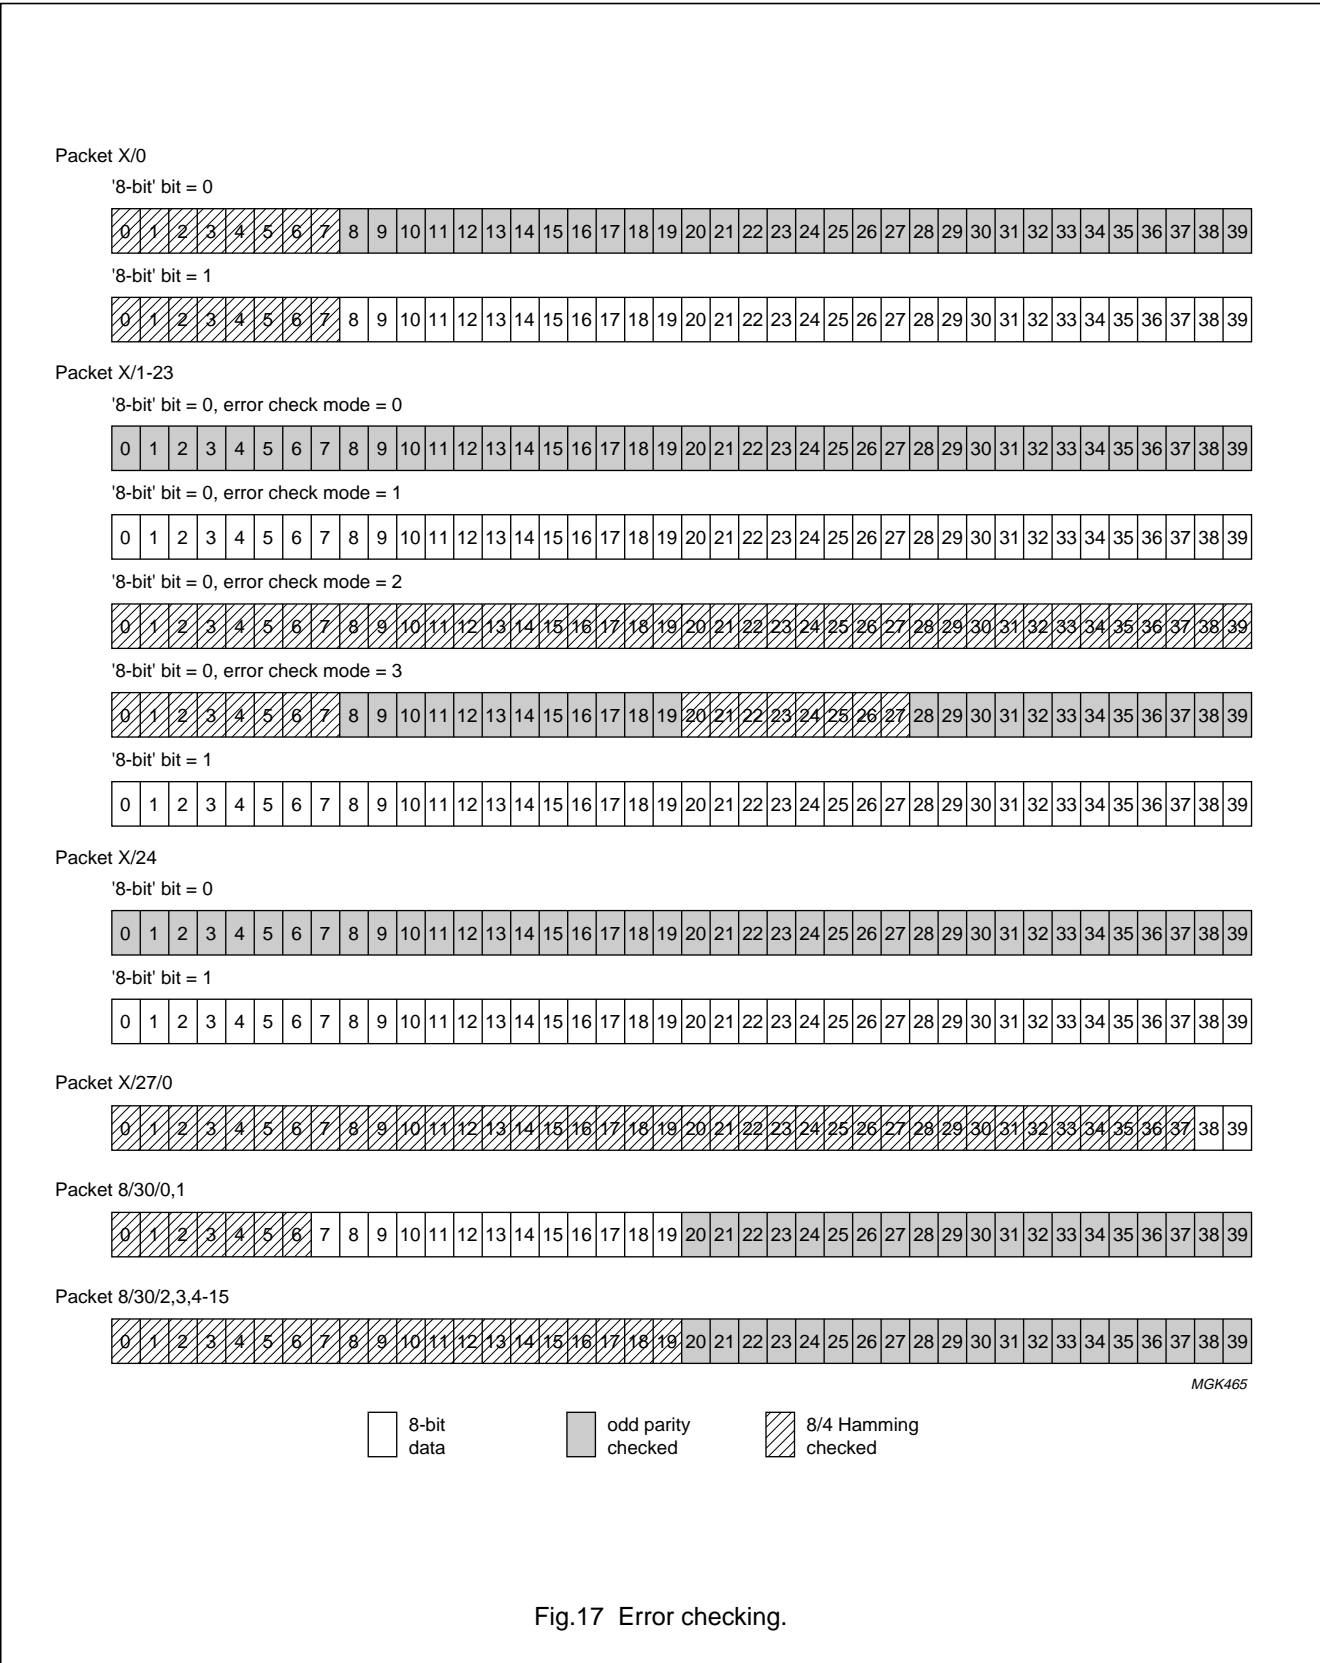 Packet X/0
'8-bit' bit = 0
0 1 2 3 4 5 6 7 8 9 10 11 12 13 14 15 16 17 18 19 20 21 22 23 24 25 26 27 28 29 30 31 32 33 34 35 36 37 38 39
'8-bit' bit = 1
0 1 2 3 4 5 6 7 8 9 10 11 12 13 14 15 16 17 18 19 20 21 22 23 24 25 26 27 28 29 30 31 32 33 34 35 36 37 38 39
Packet X/1-23
'8-bit' bit = 0, error check mode = 0
0 1 2 3 4 5 6 7 8 9 10 11 12 13 14 15 16 17 18 19 20 21 22 23 24 25 26 27 28 29 30 31 32 33 34 35 36 37 38 39
'8-bit' bit = 0, error check mode = 1
0 1 2 3 4 5 6 7 8 9 10 11 12 13 14 15 16 17 18 19 20 21 22 23 24 25 26 27 28 29 30 31 32 33 34 35 36 37 38 39
'8-bit' bit = 0, error check mode = 2
0 1 2 3 4 5 6 7 8 9 10 11 12 13 14 15 16 17 18 19 20 21 22 23 24 25 26 27 28 29 30 31 32 33 34 35 36 37 38 39
'8-bit' bit = 0, error check mode = 3
0 1 2 3 4 5 6 7 8 9 10 11 12 13 14 15 16 17 18 19 20 21 22 23 24 25 26 27 28 29 30 31 32 33 34 35 36 37 38 39
'8-bit' bit = 1
0 1 2 3 4 5 6 7 8 9 10 11 12 13 14 15 16 17 18 19 20 21 22 23 24 25 26 27 28 29 30 31 32 33 34 35 36 37 38 39
Packet X/24
'8-bit' bit = 0
0 1 2 3 4 5 6 7 8 9 10 11 12 13 14 15 16 17 18 19 20 21 22 23 24 25 26 27 28 29 30 31 32 33 34 35 36 37 38 39
'8-bit' bit = 1
0 1 2 3 4 5 6 7 8 9 10 11 12 13 14 15 16 17 18 19 20 21 22 23 24 25 26 27 28 29 30 31 32 33 34 35 36 37 38 39
Packet X/27/0
0 1 2 3 4 5 6 7 8 9 10 11 12 13 14 15 16 17 18 19 20 21 22 23 24 25 26 27 28 29 30 31 32 33 34 35 36 37 38 39
Packet 8/30/0,1
0 1 2 3 4 5 6 7 8 9 10 11 12 13 14 15 16 17 18 19 20 21 22 23 24 25 26 27 28 29 30 31 32 33 34 35 36 37 38 39
Packet 8/30/2,3,4-15
0 1 2 3 4 5 6 7 8 9 10 11 12 13 14 15 16 17 18 19 20 21 22 23 24 25 26 27 28 29 30 31 32 33 34 35 36 37 38 39
MGK465
8-bit
data
odd parity
checked
8/4 Hamming
checked
Fig.17 Error checking.